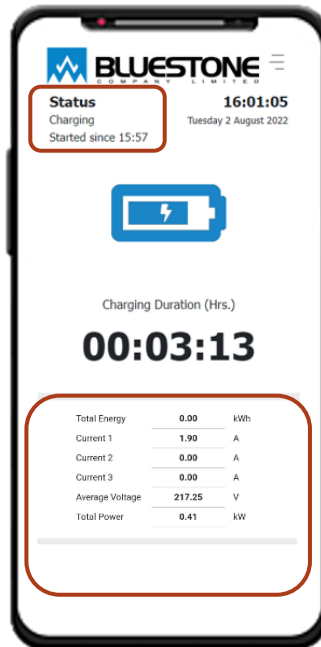 BLUESTONE
COMPANY LIMITED
Status 16:01:05
Charging Tuesday 2 August 2022
Started since 15:57
Charging Duration (Hrs.)
00:03:13
Total Energy 0.00 kWh
Current 1 1.90 A
Current 2 0.00 A
Current 3 0.00 A
Average Voltage 217.25 V
Total Power 0.41 kW